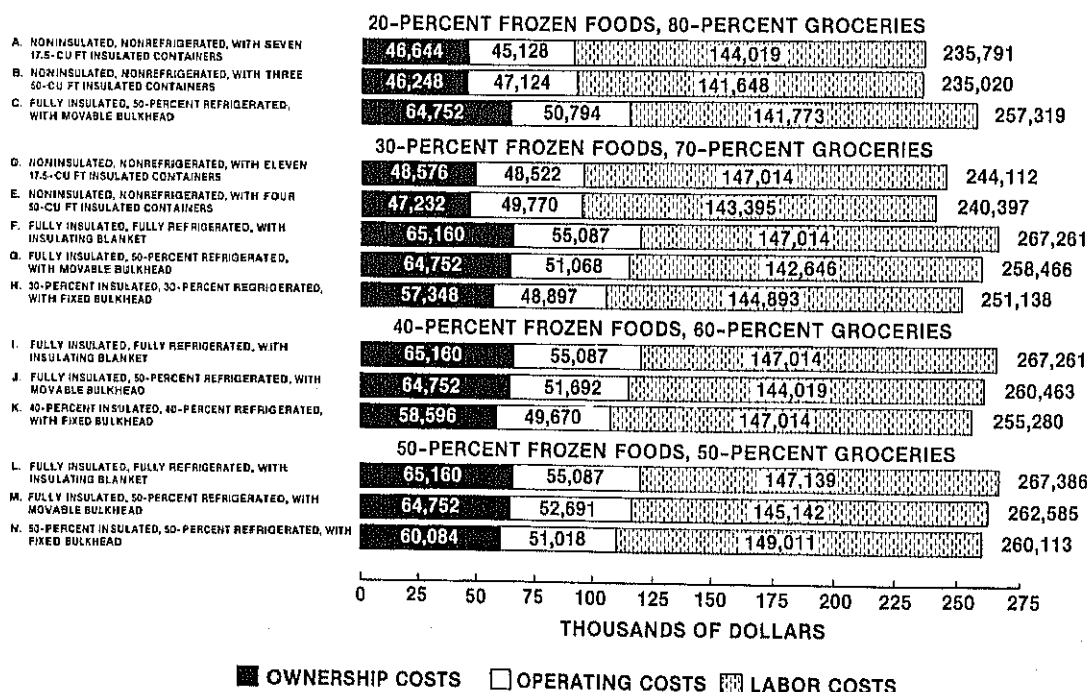 20-PERCENT FROZEN FOODS, 80-PERCENT GROCERIES
A. NONINSULATED, NONREFRIGERATED, WITH SEVEN
17.5-CU FT INSULATED CONTAINERS
46,644 45,128 144,019 235,791
B. NONINSULATED, NONREFRIGERATED, WITH THREE
50-CU FT INSULATED CONTAINERS
46,248 47,124 141,648 235,020
C. FULLY INSULATED, 50-PERCENT REFRIGERATED,
WITH MOVABLE BULKHEAD
64,752 50,794 141,773 257,319
30-PERCENT FROZEN FOODS, 70-PERCENT GROCERIES
D. NONINSULATED, NONREFRIGERATED, WITH ELEVEN
17.5-CU FT INSULATED CONTAINERS
48,576 48,522 147,014 244,112
E. NONINSULATED, NONREFRIGERATED, WITH FOUR
50-CU FT INSULATED CONTAINERS
47,232 49,770 143,395 240,397
F. FULLY INSULATED, FULLY REFRIGERATED, WITH
INSULATING BLANKET
65,160 55,087 147,014 267,261
G. FULLY INSULATED, 50-PERCENT REFRIGERATED,
WITH MOVABLE BULKHEAD
64,752 51,068 142,646 258,466
H. 30-PERCENT INSULATED, 30-PERCENT REGRIGERATED,
WITH FIXED BULKHEAD
57,348 48,897 144,893 251,138
40-PERCENT FROZEN FOODS, 60-PERCENT GROCERIES
I. FULLY INSULATED, FULLY REFRIGERATED, WITH
INSULATING BLANKET
65,160 55,087 147,014 267,261
J. FULLY INSULATED, 50-PERCENT REFRIGERATED, WITH
MOVABLE BULKHEAD
64,752 51,692 144,019 260,463
K. 40-PERCENT INSULATED, 40-PERCENT REFRIGERATED,
WITH FIXED BULKHEAD
58,596 49,670 147,014 255,280
50-PERCENT FROZEN FOODS, 50-PERCENT GROCERIES
L. FULLY INSULATED, FULLY REFRIGERATED, WITH
INSULATING BLANKET
65,160 55,087 147,139 267,386
M. FULLY INSULATED, 50-PERCENT REFRIGERATED, WITH
MOVABLE BULKHEAD
64,752 52,691 145,142 262,585
N. 50-PERCENT INSULATED, 50-PERCENT REFRIGERATED, WITH
FIXED BULKHEAD
60,084 51,018 149,011 260,113
0 25 50 75 100 125 150 175 200 225 250 275
THOUSANDS OF DOLLARS
OWNERSHIP COSTS OPERATING COSTS LABOR COSTS